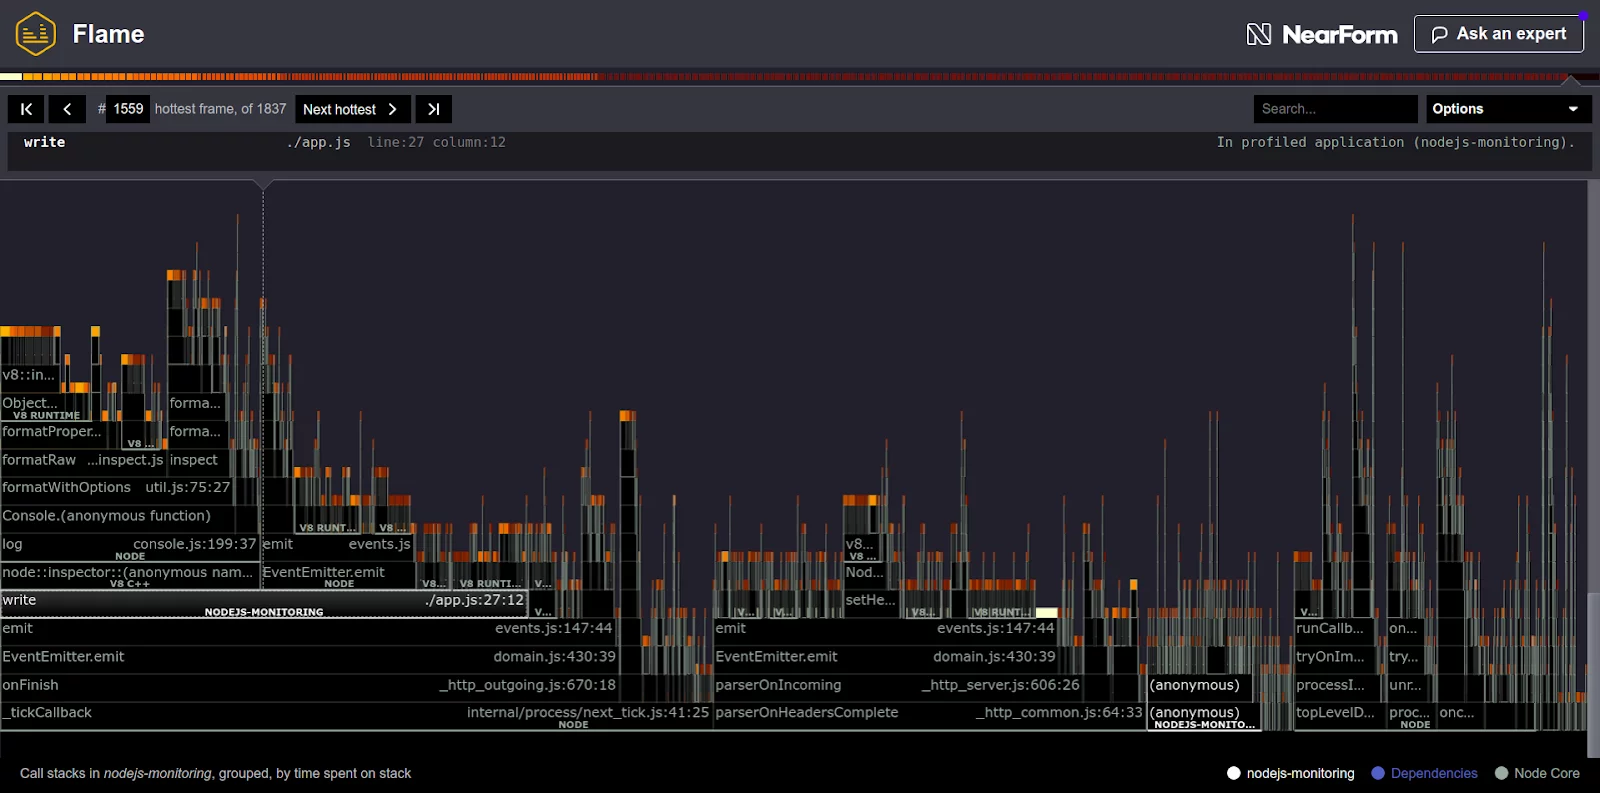 Flame
NearForm
Ask an expert
# 1559 hottest frame, of 1837 Next hottest
Search...
Options
write ./app.js line:27 column:12 In profiled application (nodejs-monitoring).
v8::in...
Object... forma...
V8 RUNTIME
formatProper... forma...
V8 ...
formatRaw ...inspect.js inspect
formatWithOptions util.js:75:27
Console.(anonymous function)
V8 RUNT... V8 ...
log console.js:199:37 emit events.js v8...
NODE V8 ...
node::inspector::(anonymous nam... EventEmitter.emit Nod...
V8 C++ NODE V8... V8 RUNTI... V...
write ./app.js:27:12 setHe...
NODEJS-MONITORING V... V... V... V8... V8 RUNT... V...
emit events.js:147:44 emit events.js:147:44 runCallb... on...
EventEmitter.emit domain.js:430:39 EventEmitter.emit domain.js:430:39 tryOnIm... try...
onFinish _http_outgoing.js:670:18 parserOnIncoming _http_server.js:606:26 (anonymous) processI... unr...
_tickCallback internal/process/next_tick.js:41:25 parserOnHeadersComplete _http_common.js:64:33 (anonymous) topLevelD... proc... onc...
NODE NODEJS-MONITO... NODE
Call stacks in nodejs-monitoring, grouped, by time spent on stack
nodejs-monitoring Dependencies Node Core